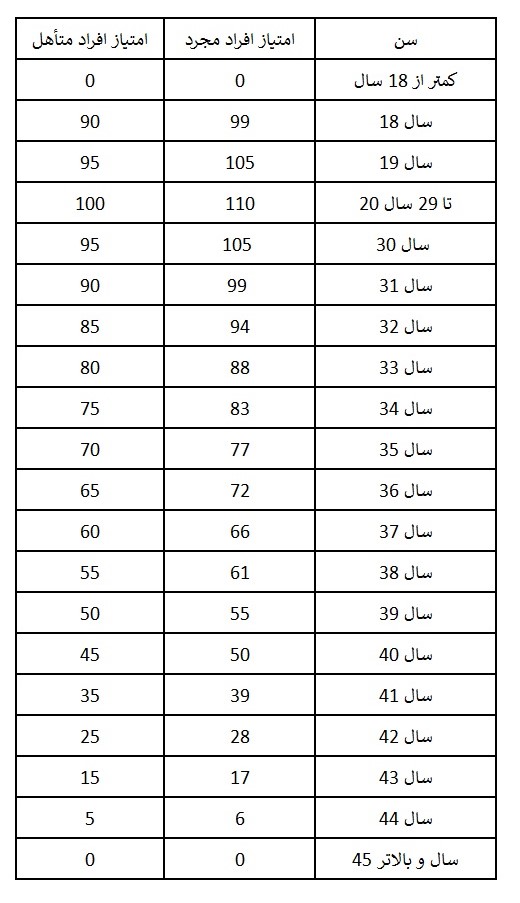 سن امتیاز افراد مجرد امتیاز افراد متأهل
کمتر از 18 سال 0 0
سال 18 99 90
سال 19 105 95
تا 29 سال 20 110 100
سال 30 105 95
سال 31 99 90
سال 32 94 85
سال 33 88 80
سال 34 83 75
سال 35 77 70
سال 36 72 65
سال 37 66 60
سال 38 61 55
سال 39 55 50
سال 40 50 45
سال 41 39 35
سال 42 28 25
سال 43 17 15
سال 44 6 5
سال و بالاتر 45 0 0